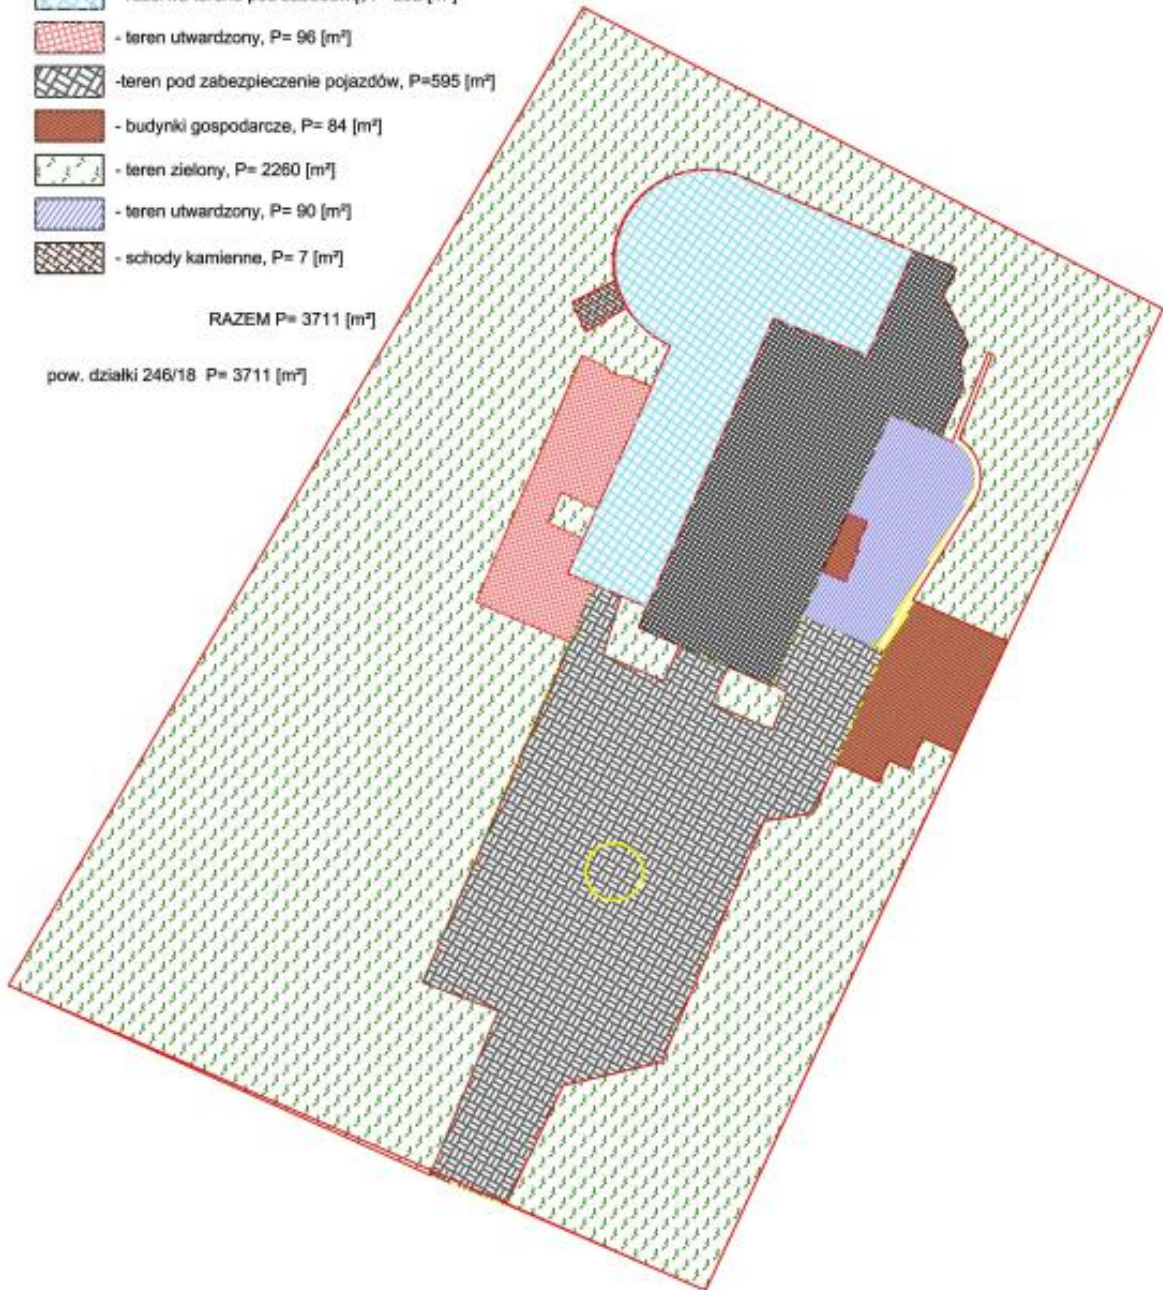 - teren utwardzony, P= 96 [m²]
-teren pod zabezpieczenie pojazdów, P=595 [m²]
- budynki gospodarcze, P= 84 [m²]
- teren zielony, P= 2260 [m²]
- teren utwardzony, P= 90 [m²]
- schody kamienne, P= 7 [m²]
RAZEM P= 3711 [m²]
pow. działki 246/18 P= 3711 [m²]